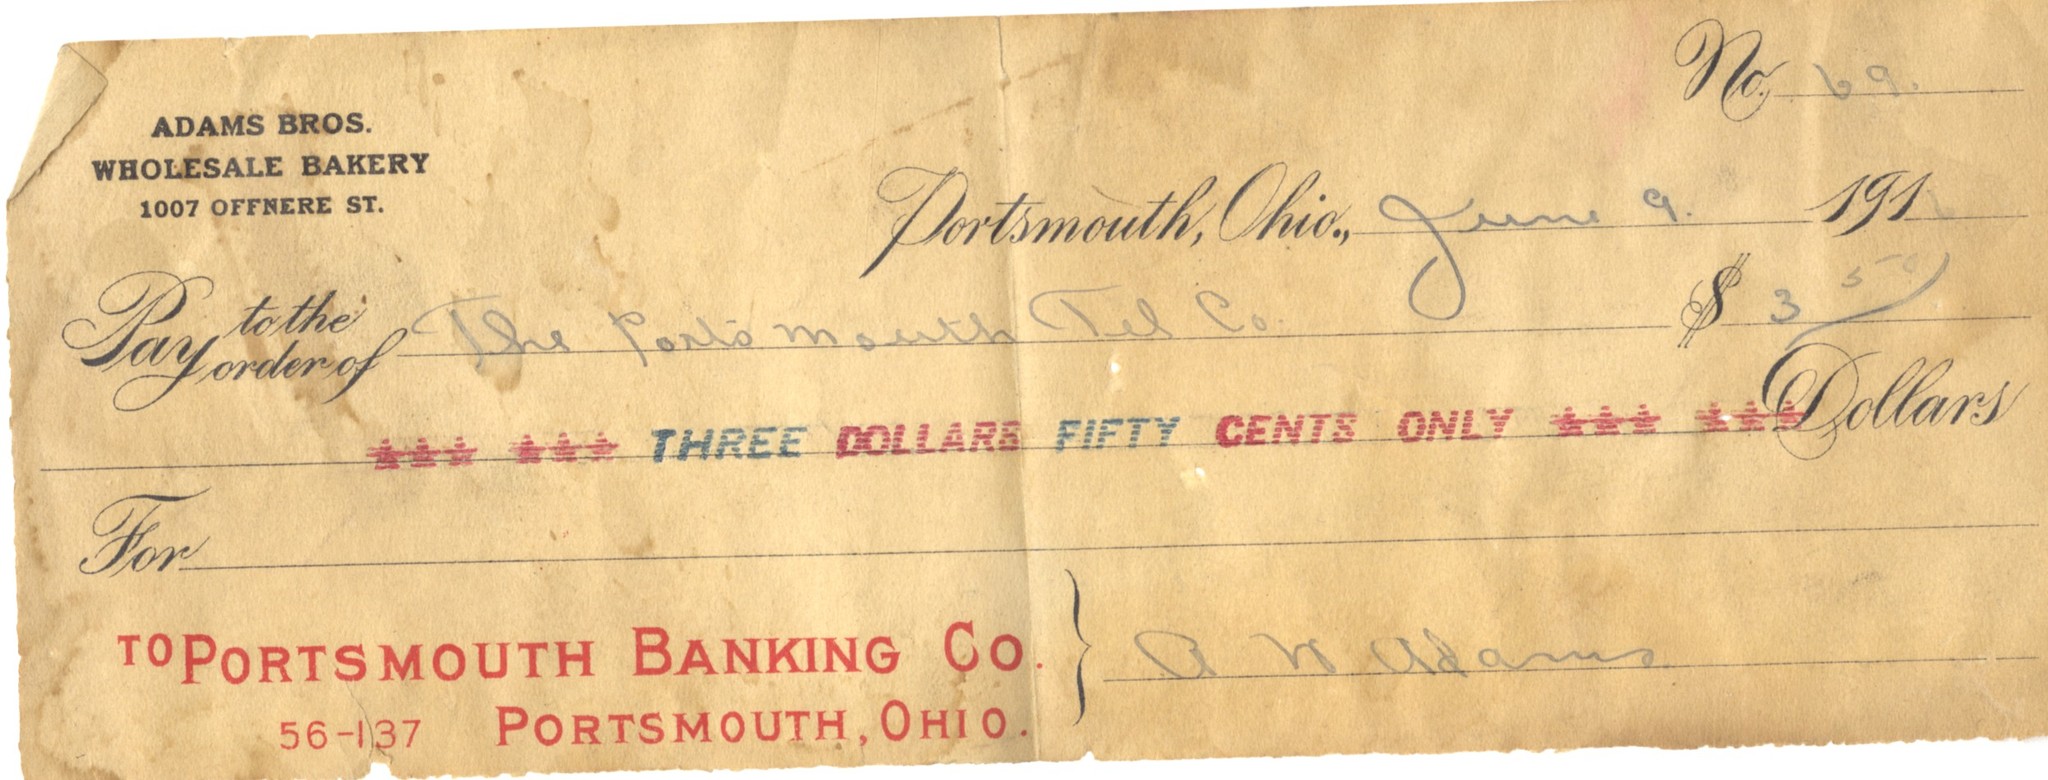 No. 69.
ADAMS BROS.
WHOLESALE BAKERY
1007 OFFNERE ST.
Portsmouth, Ohio., June 9. 191
Pay to the order of The Portsmouth Tel Co. $ 3 50
*** *** THREE DOLLARS FIFTY CENTS ONLY *** *** Dollars
For
TO PORTSMOUTH BANKING CO.
56-137 PORTSMOUTH, OHIO.
A W Adams